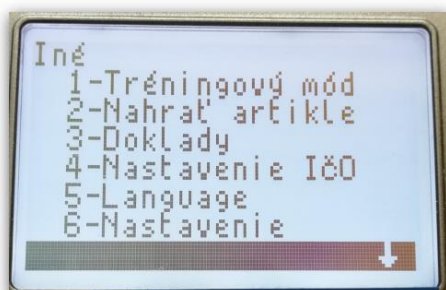 Iné
1-Tréningový mód
2-Nahrať artikle
3-Doklady
4-Nastavenie IčO
5-Language
6-Nastavenie